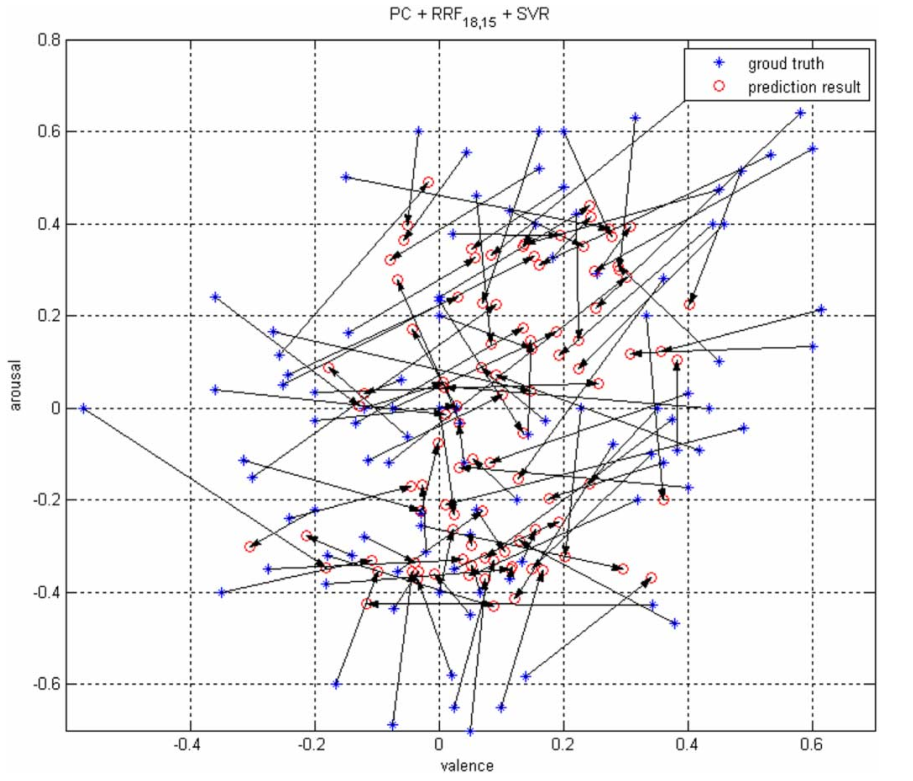 PC + RRF18,15 + SVR
0.8
groud truth
prediction result
0.6
0.4
0.2
arousal
0
-0.2
-0.4
-0.6
-0.4 -0.2 0 0.2 0.4 0.6
valence